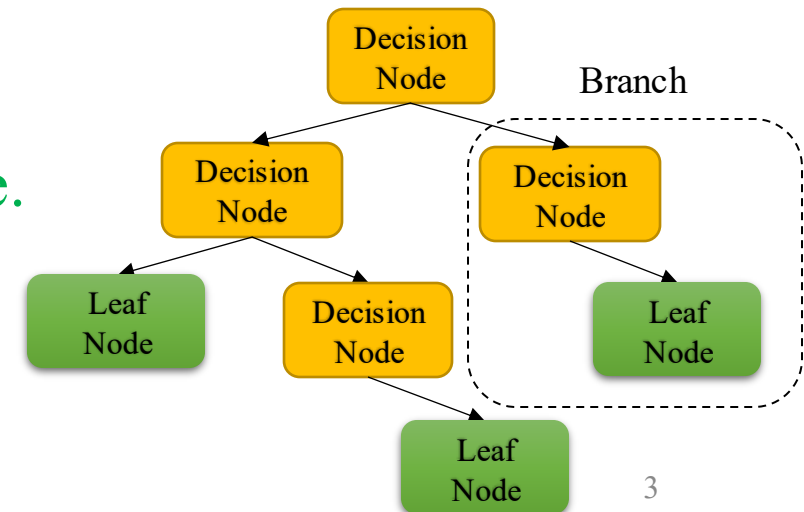 Decision
Node
Branch
Decision
Node
Decision
Node
e.
Leaf
Node
Decision
Node
Leaf
Node
Leaf
Node
3